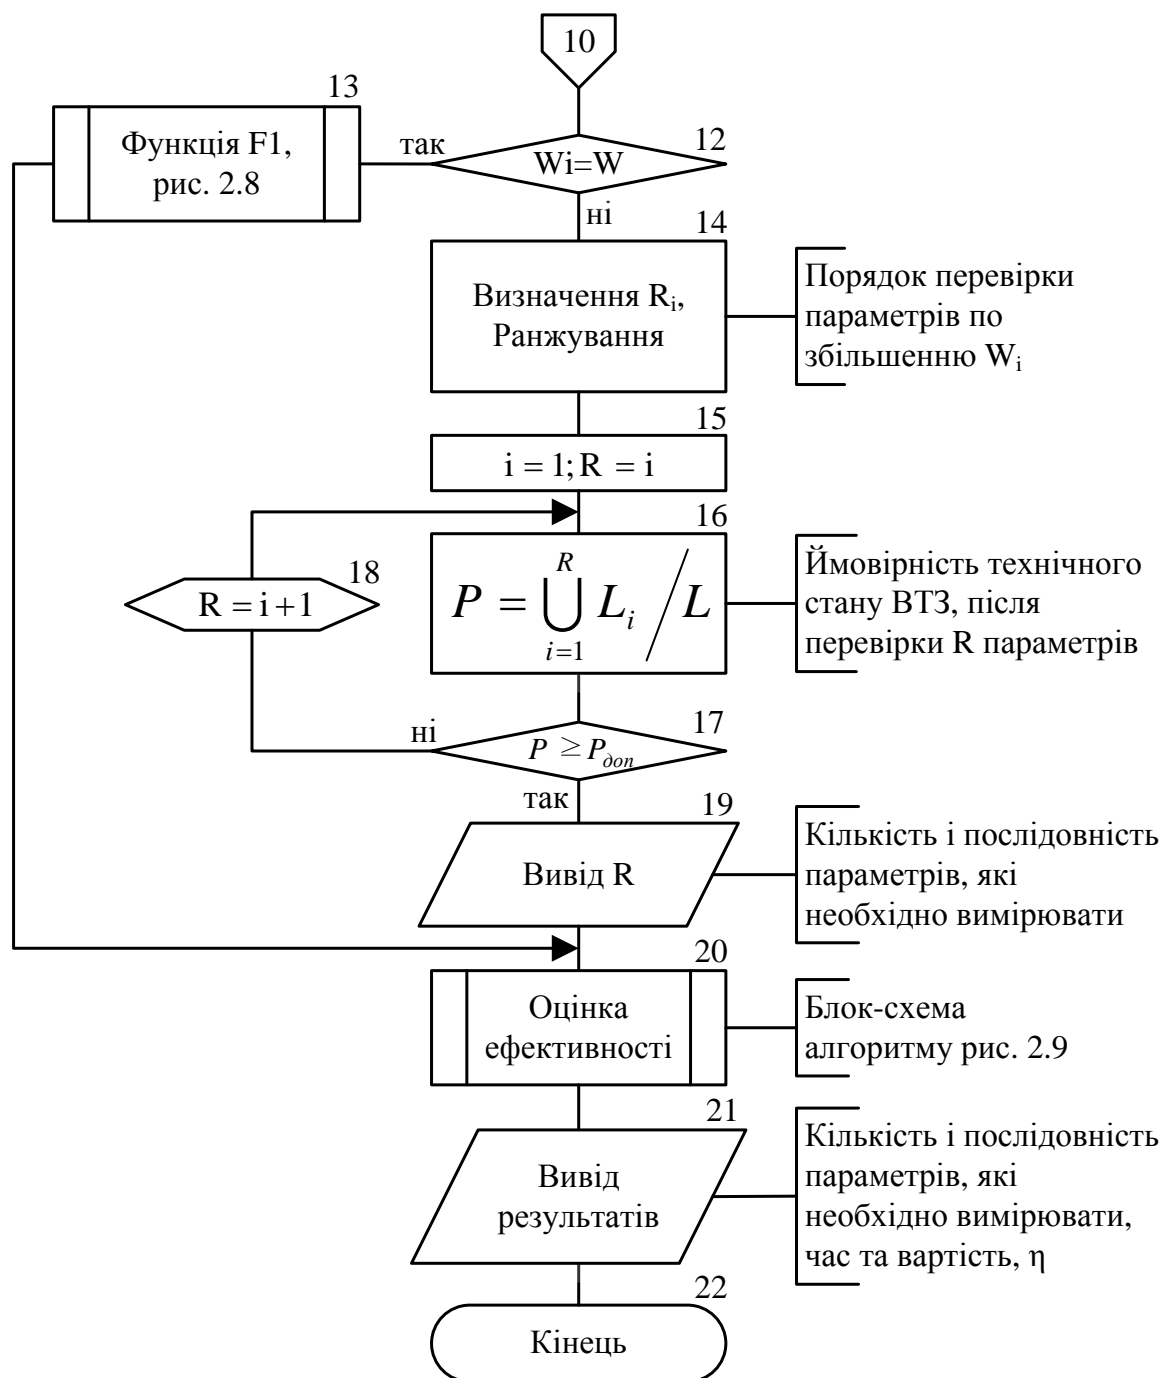 10
13
Функція F1,
рис. 2.8
так
12
Wi=W
ні
14
Визначення Rᵢ,
Ранжування
Порядок перевірки
параметрів по
збільшенню Wᵢ
15
i = 1; R = i
16
P = ⋃_{i=1}^{R} L_i / L
Ймовірність технічного
стану ВТЗ, після
перевірки R параметрів
18
R = i+1
17
ні
P ≥ P_{доп}
так
19
Вивід R
Кількість і послідовність
параметрів, які
необхідно вимірювати
20
Оцінка
ефективності
Блок-схема
алгоритму рис. 2.9
21
Вивід
результатів
Кількість і послідовність
параметрів, які
необхідно вимірювати,
час та вартість, η
22
Кінець